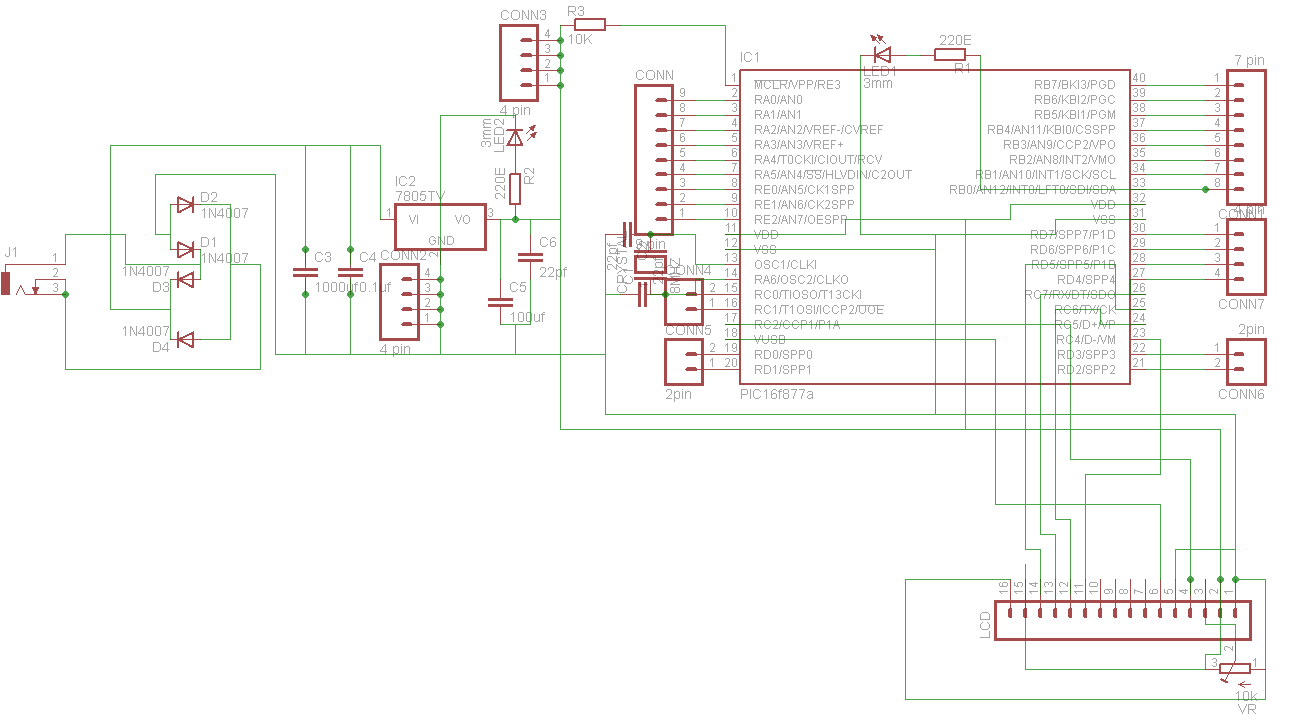 CONN3
4
3
2
1
4 pin
R3
10K
IC1
LED1
3mm
220E
R1
7 pin
CONN
9
8
7
6
5
4
3
2
1
9 pin
1 MCLR/VPP/RE3
2 RA0/AN0
3 RA1/AN1
4 RA2/AN2/VREF-/CVREF
5 RA3/AN3/VREF+
6 RA4/T0CKI/CIOUT/RCV
7 RA5/AN4/SS/HLVDIN/C2OUT
8 RE0/AN5/CK1SPP
9 RE1/AN6/CK2SPP
10 RE2/AN7/OESPP
11 VDD
12 VSS
13 OSC1/CLKI
14 RA6/OSC2/CLKO
15 RC0/TIOSO/T13CKI
16 RC1/T1OSI/ICCP2/UOE
17 RC2/CCP1/P1A
18 VUSB
19 RD0/SPP0
20 RD1/SPP1
RB7/BKI3/PGD 40
RB6/KBI2/PGC 39
RB5/KBI1/PGM 38
RB4/AN11/KBI0/CSSPP 37
RB3/AN9/CCP2/VPO 36
RB2/AN8/INT2/VMO 35
RB1/AN10/INT1/SCK/SCL 34
RB0/AN12/INT0/LFT0/SDI/SDA 33
VDD 32
VSS 31
RD7/SPP7/P1D 30
RD6/SPP6/P1C 29
RD5/SPP5/P1B 28
RD4/SPP4 27
RC7/RX/DT/SDO 26
RC6/TX/CK 25
RC5/D+/VP 24
RC4/D-/VM 23
RD3/SPP3 22
RD2/SPP2 21
PIC16f877a
1
2
3
4
5
6
7
8
4 pin
1
2
3
4
CONN7
2pin
1
2
CONN6
3mm
LED2
220E
R2
IC2
7805TV
1
VI
VO
3
GND
2
CONN2
4
3
2
1
4 pin
C3
1000uf
C4
0.1uf
C6
22pf
C5
100uf
D2
1N4007
D1
1N4007
1N4007
D3
1N4007
D4
J1
1
2
3
22pf
CRYSTAL
22pf
8MHZ
CONN4
2
1
CONN5
2
1
2pin
LCD
16
15
14
13
12
11
10
9
8
7
6
5
4
3
2
1
2
3
1
10k
VR